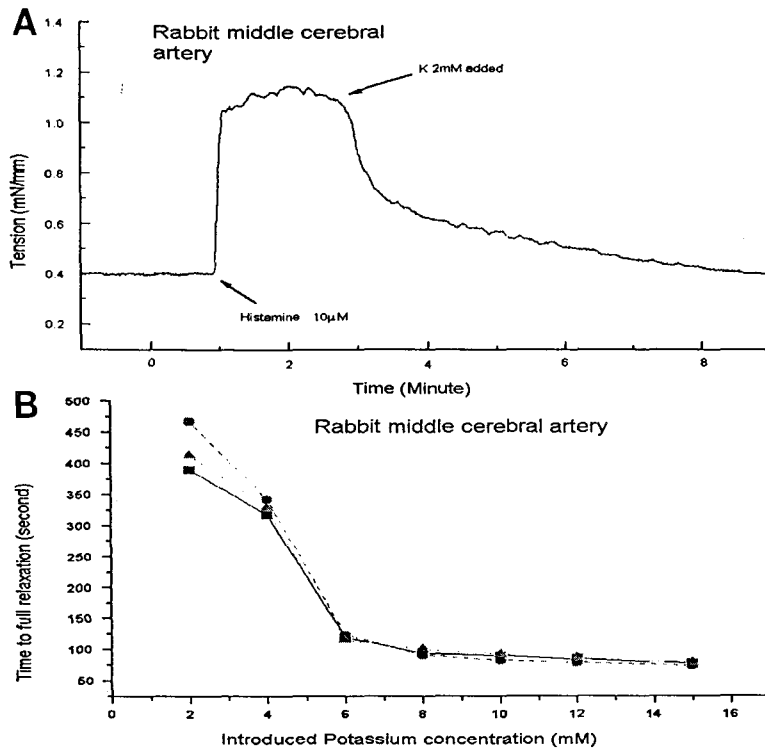 A
Rabbit middle cerebral
artery
K 2mM added
Histamine 10µM
Tension (mN/mm)
1.4
1.2
1.0
0.8
0.6
0.4
0.2
0 2 4 6 8
Time (Minute)
B
Rabbit middle cerebral artery
Time to full relaxation (second)
500
450
400
350
300
250
200
150
100
50
0 2 4 6 8 10 12 14 16
Introduced Potassium concentration (mM)